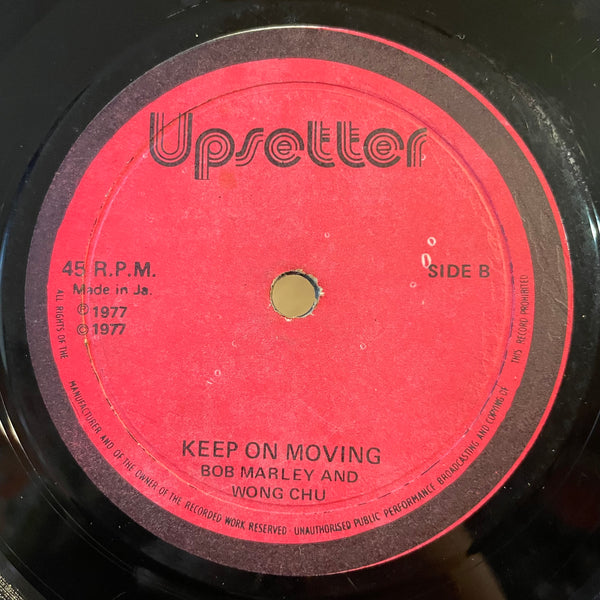 Upsetter
45 R.P.M.
Made in Ja.
℗ 1977
© 1977
SIDE B
KEEP ON MOVING
BOB MARLEY AND
WONG CHU
ALL RIGHTS OF THE MANUFACTURER AND OF THE OWNER OF THE RECORDED WORK RESERVED · UNAUTHORISED PUBLIC PERFORMANCE BROADCASTING AND COPYING OF THIS RECORD PROHIBITED